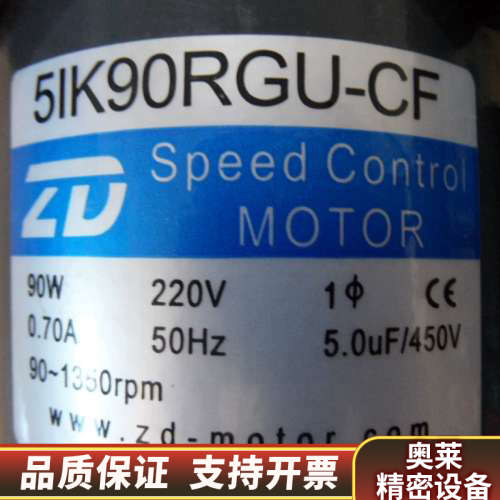 5IK90RGU-CF
ZD Speed Control
MOTOR
90W 220V 1Φ CE
0.70A 50Hz 5.0uF/450V
90~1350rpm
www.zd-motor.com
品质保证 支持开票
奥莱
精密设备